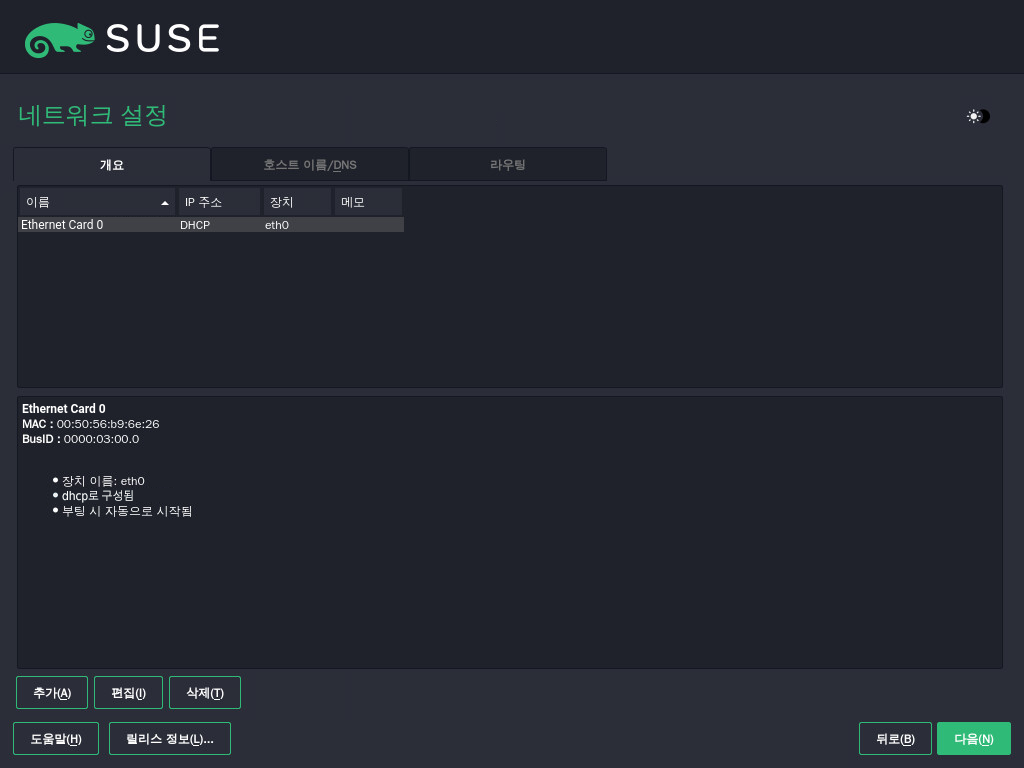 SUSE
네트워크 설정
개요 호스트 이름/DNS 라우팅
이름 IP 주소 장치 메모
Ethernet Card 0 DHCP eth0
Ethernet Card 0
MAC : 00:50:56:b9:6e:26
BusID : 0000:03:00.0
• 장치 이름: eth0
• dhcp로 구성됨
• 부팅 시 자동으로 시작됨
추가(A) 편집(I) 삭제(T)
도움말(H) 릴리스 정보(L)... 뒤로(B) 다음(N)